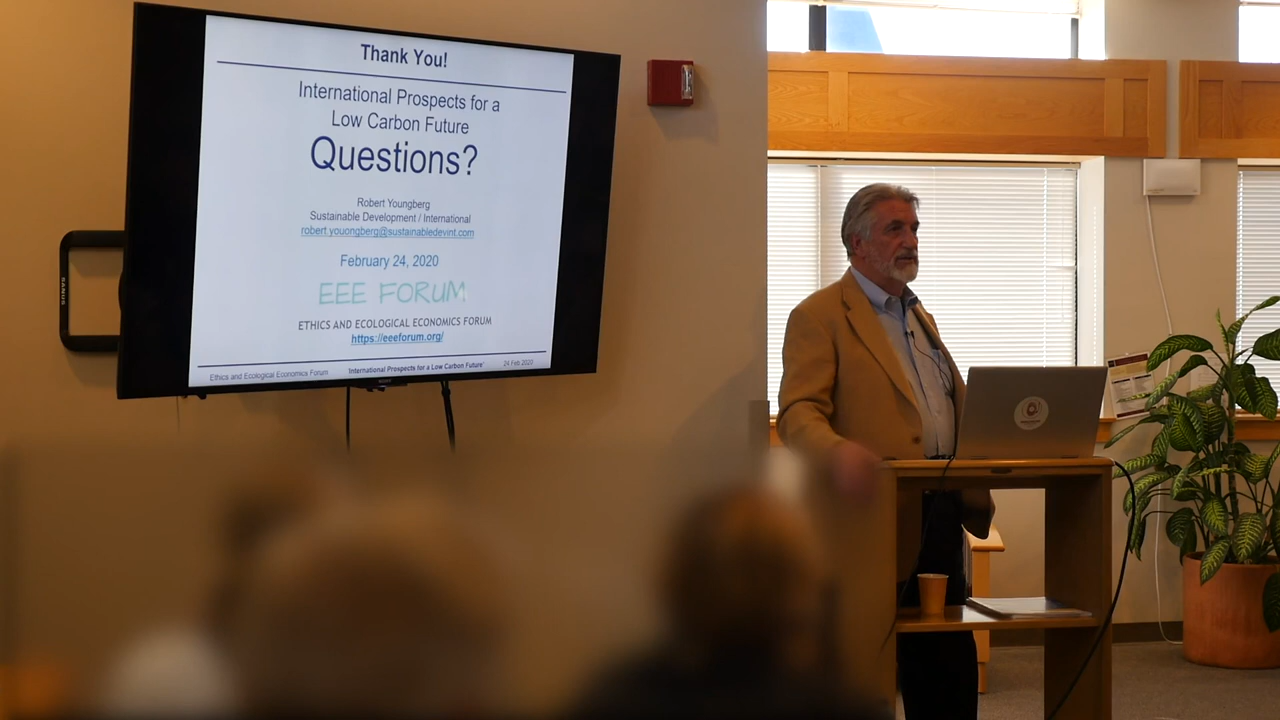 Thank You!
International Prospects for a
Low Carbon Future
Questions?
Robert Youngberg
Sustainable Development / International
robert.youongberg@sustainabledevint.com
February 24, 2020
EEE FORUM
ETHICS AND ECOLOGICAL ECONOMICS FORUM
https://eeeforum.org/
Ethics and Ecological Economics Forum
'International Prospects for a Low Carbon Future'
24 Feb 2020
SANUS
SONY